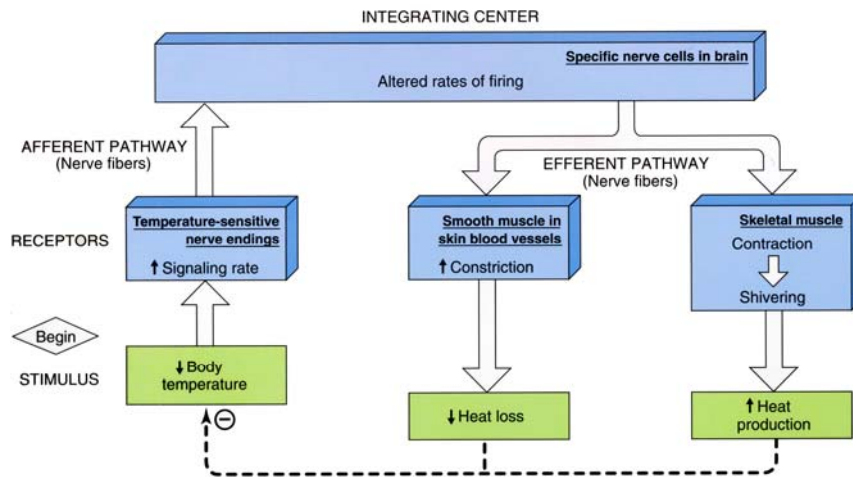 INTEGRATING CENTER
Specific nerve cells in brain
Altered rates of firing
AFFERENT PATHWAY
(Nerve fibers)
EFFERENT PATHWAY
(Nerve fibers)
RECEPTORS
Temperature-sensitive
nerve endings
↑ Signaling rate
Smooth muscle in
skin blood vessels
↑ Constriction
Skeletal muscle
Contraction
Shivering
Begin
STIMULUS
↓ Body
temperature
⊖
↓ Heat loss
↑ Heat
production